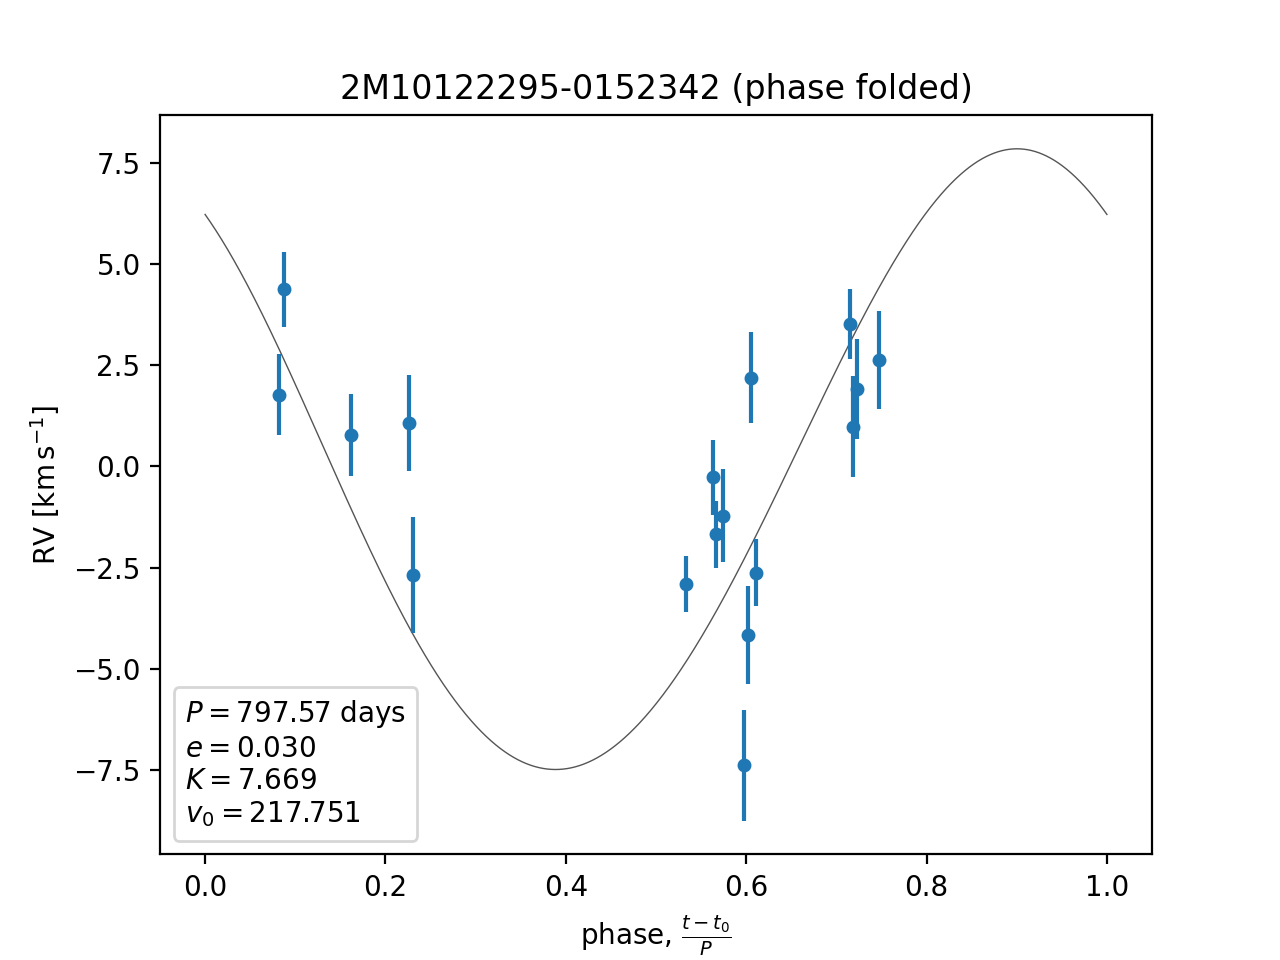 2M10122295-0152342 (phase folded)
7.5
5.0
2.5
0.0
−2.5
−5.0
−7.5
RV [km s⁻¹]
P = 797.57 days
e = 0.030
K = 7.669
v₀ = 217.751
0.0 0.2 0.4 0.6 0.8 1.0
phase, (t − t₀)/P